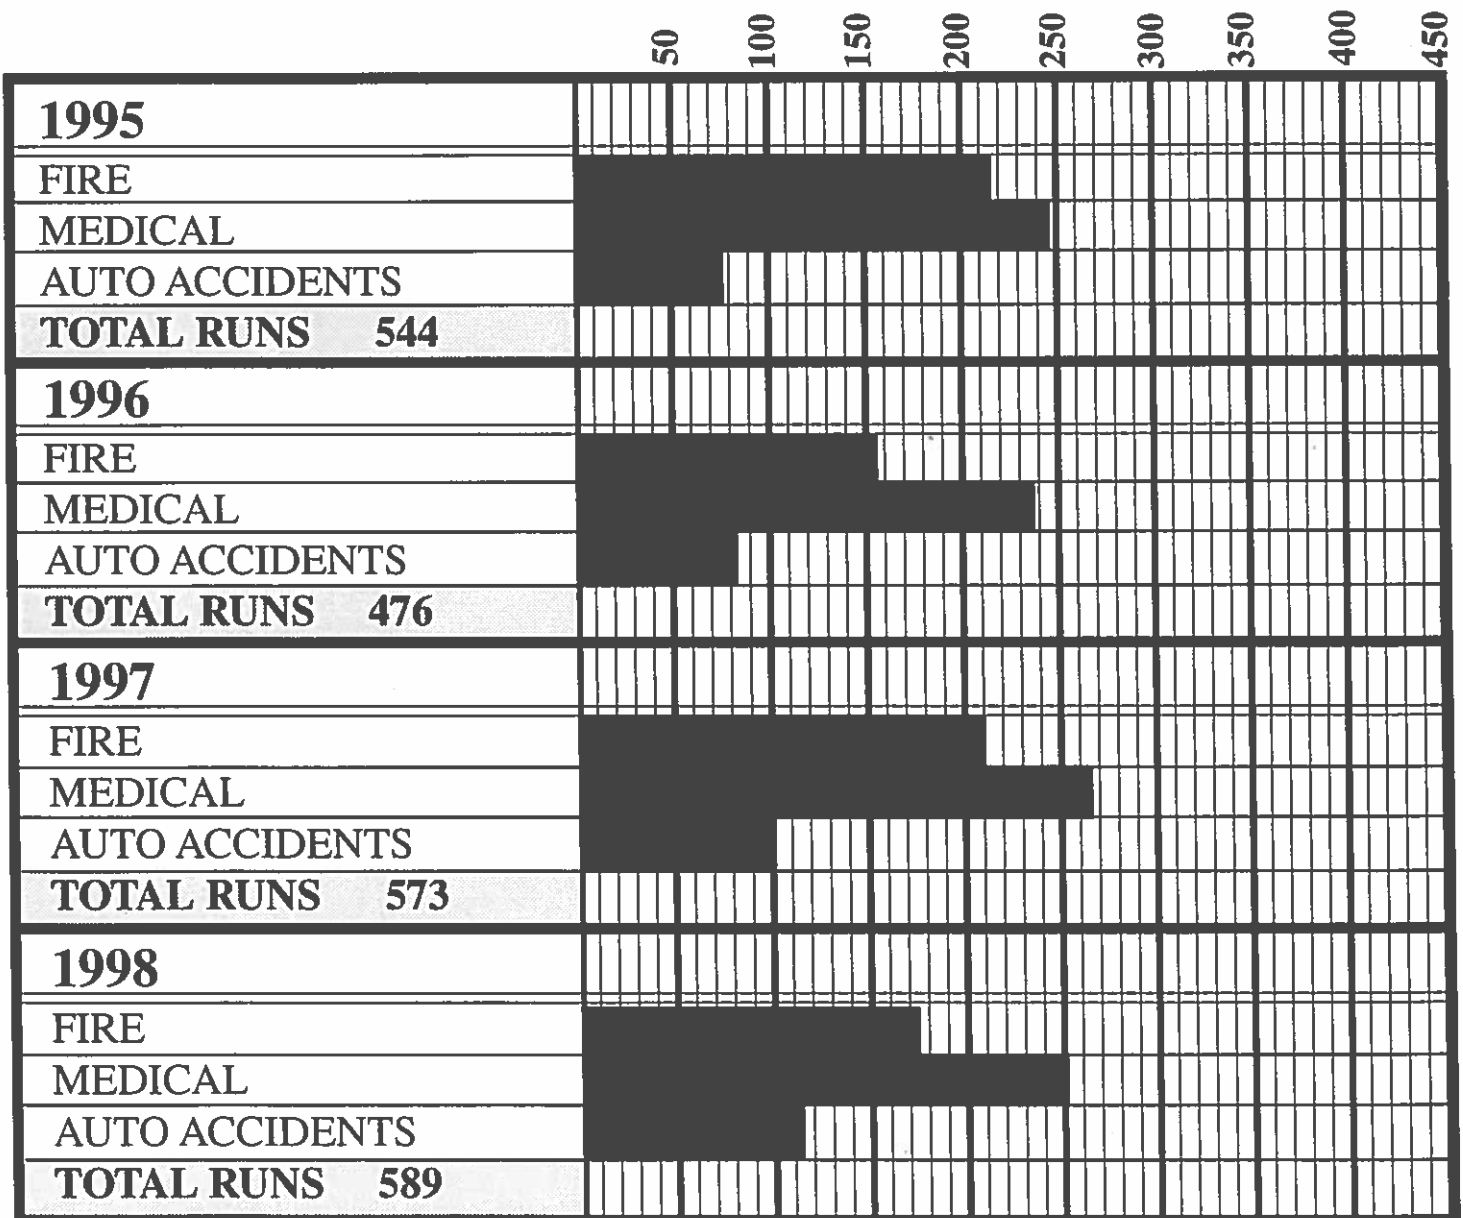 50 100 150 200 250 300 350 400 450
1995
FIRE
MEDICAL
AUTO ACCIDENTS
TOTAL RUNS 544
1996
FIRE
MEDICAL
AUTO ACCIDENTS
TOTAL RUNS 476
1997
FIRE
MEDICAL
AUTO ACCIDENTS
TOTAL RUNS 573
1998
FIRE
MEDICAL
AUTO ACCIDENTS
TOTAL RUNS 589